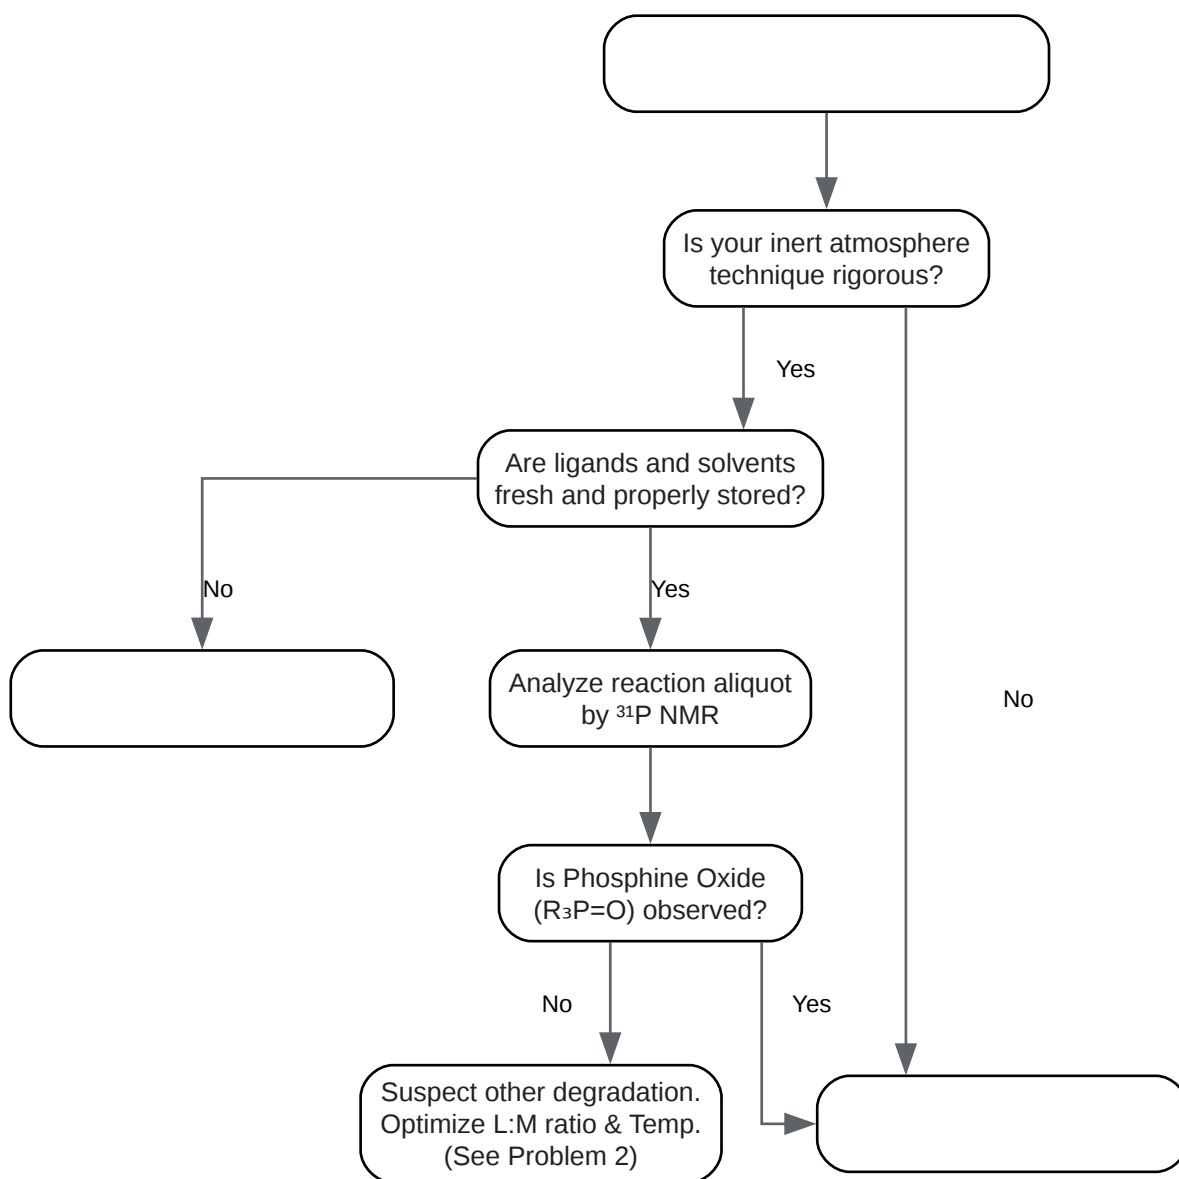 Is your inert atmosphere
technique rigorous?
Yes
Are ligands and solvents
fresh and properly stored?
No
Yes
Analyze reaction aliquot
by ³¹P NMR
No
Is Phosphine Oxide
(R₃P=O) observed?
No
Yes
Suspect other degradation.
Optimize L:M ratio & Temp.
(See Problem 2)